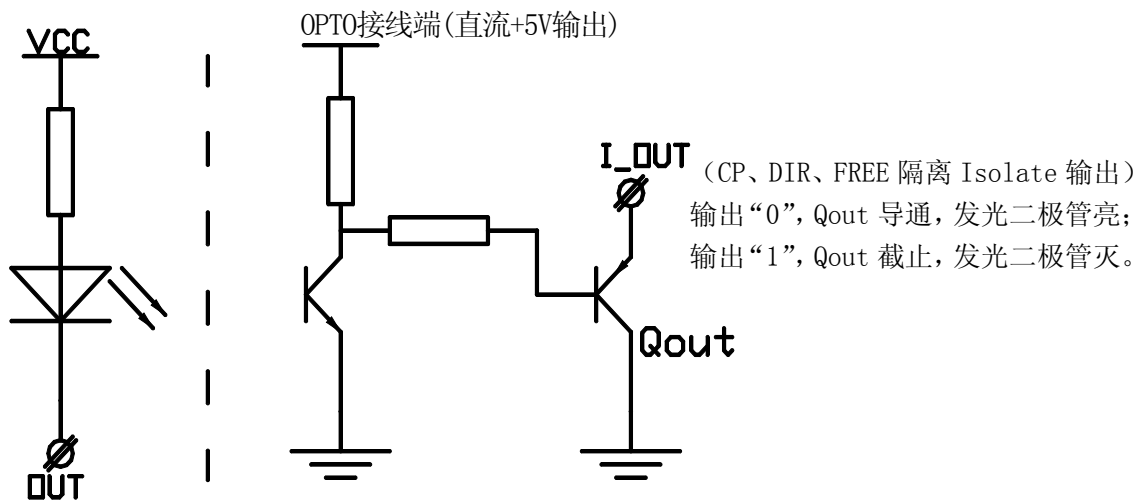 OPTO接线端(直流+5V输出)
VCC
I_OUT
(CP、DIR、FREE 隔离 Isolate 输出)
输出“0”, Qout 导通, 发光二极管亮;
输出“1”, Qout 截止, 发光二极管灭。
Qout
OUT